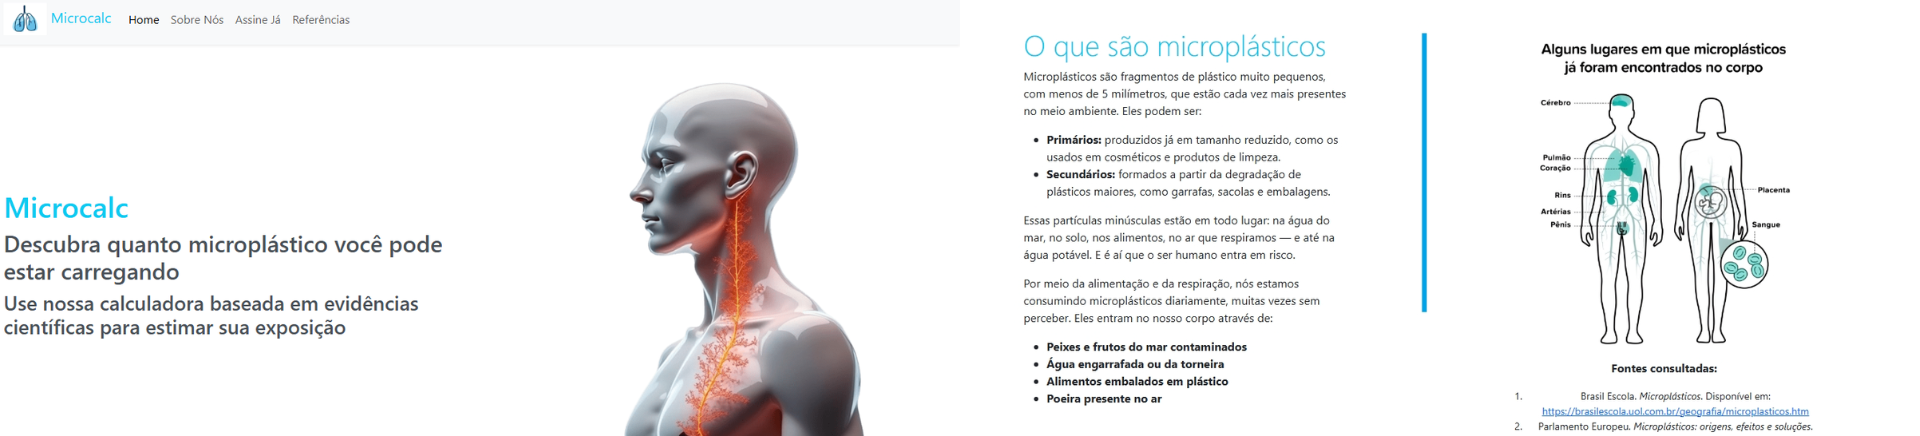 Microcalc
Home
Sobre Nós
Assine Já
Referências
Microcalc
Descubra quanto microplástico você pode
estar carregando
Use nossa calculadora baseada em evidências
científicas para estimar sua exposição
O que são microplásticos
Microplásticos são fragmentos de plástico muito pequenos,
com menos de 5 milímetros, que estão cada vez mais presentes
no meio ambiente. Eles podem ser:
• Primários: produzidos já em tamanho reduzido, como os
usados em cosméticos e produtos de limpeza.
• Secundários: formados a partir da degradação de
plásticos maiores, como garrafas, sacolas e embalagens.
Essas partículas minúsculas estão em todo lugar: na água do
mar, no solo, nos alimentos, no ar que respiramos — e até na
água potável. E é aí que o ser humano entra em risco.
Por meio da alimentação e da respiração, nós estamos
consumindo microplásticos diariamente, muitas vezes sem
perceber. Eles entram no nosso corpo através de:
• Peixes e frutos do mar contaminados
• Água engarrafada ou da torneira
• Alimentos embalados em plástico
• Poeira presente no ar
Alguns lugares em que microplásticos
já foram encontrados no corpo
Cérebro
Pulmão
Coração
Rins
Artérias
Pênis
Placenta
Sangue
Fontes consultadas:
1. Brasil Escola. Microplásticos. Disponível em:
https://brasilescola.uol.com.br/geografia/microplasticos.htm
2. Parlamento Europeu. Microplásticos: origens, efeitos e soluções.